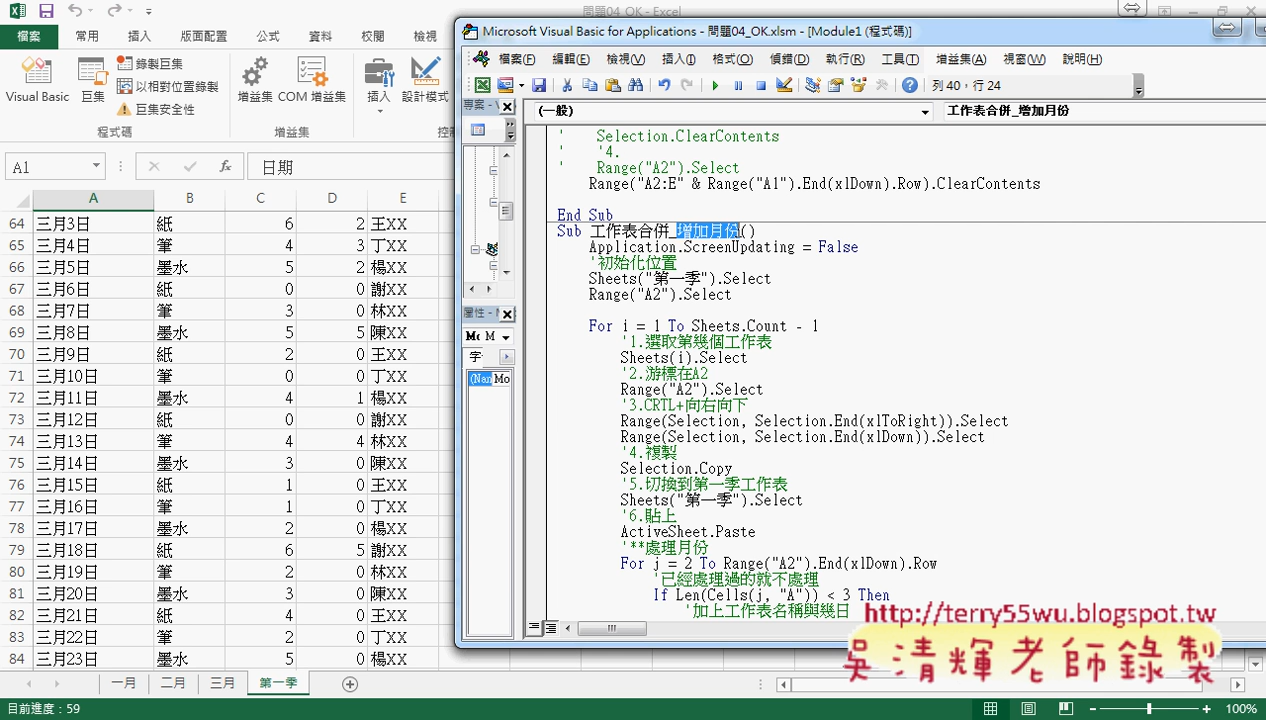 問題04_OK - Excel
檔案 常用 插入 版面配置 公式 資料 校閱 檢視
Visual Basic 巨集 錄製巨集 以相對位置錄製 巨集安全性 程式碼
增益集 COM 增益集 增益集
插入 設計模式
A1 日期
A B C D E
64 三月3日 紙 6 2 王XX
65 三月4日 筆 4 3 丁XX
66 三月5日 墨水 5 2 楊XX
67 三月6日 紙 0 0 謝XX
68 三月7日 筆 3 0 林XX
69 三月8日 墨水 5 5 陳XX
70 三月9日 紙 2 0 王XX
71 三月10日 筆 0 0 丁XX
72 三月11日 墨水 4 1 楊XX
73 三月12日 紙 0 0 謝XX
74 三月13日 筆 4 4 林XX
75 三月14日 墨水 3 0 陳XX
76 三月15日 紙 1 0 王XX
77 三月16日 筆 1 0 丁XX
78 三月17日 墨水 2 0 楊XX
79 三月18日 紙 6 5 謝XX
80 三月19日 筆 2 0 林XX
81 三月20日 墨水 3 0 陳XX
82 三月21日 紙 4 0 王XX
83 三月22日 筆 2 0 丁XX
84 三月23日 墨水 5 0 楊XX
一月 二月 三月 第一季
目前進度：59
100%
Microsoft Visual Basic for Applications - 問題04_OK.xlsm - [Module1 (程式碼)]
檔案(F) 編輯(E) 檢視(V) 插入(I) 格式(O) 偵錯(D) 執行(R) 工具(T) 增益集(A) 視窗(W) 說明(H)
列 40，行 24
專案 - V
屬性 - M
(Nan Mo
(一般) 工作表合併_增加月份
' Selection.ClearContents
' '4.
' Range("A2").Select
Range("A2:E" & Range("A1").End(xlDown).Row).ClearContents
End Sub
Sub 工作表合併_增加月份()
Application.ScreenUpdating = False
'初始化位置
Sheets("第一季").Select
Range("A2").Select
For i = 1 To Sheets.Count - 1
'1.選取第幾個工作表
Sheets(i).Select
'2.游標在A2
Range("A2").Select
'3.CRTL+向右向下
Range(Selection, Selection.End(xlToRight)).Select
Range(Selection, Selection.End(xlDown)).Select
'4.複製
Selection.Copy
'5.切換到第一季工作表
Sheets("第一季").Select
'6.貼上
ActiveSheet.Paste
'**處理月份
For j = 2 To Range("A2").End(xlDown).Row
'已經處理過的就不處理
If Len(Cells(j, "A")) < 3 Then
'加上工作表名稱與幾日
http://terry55wu.blogspot.tw
吳清輝老師錄製